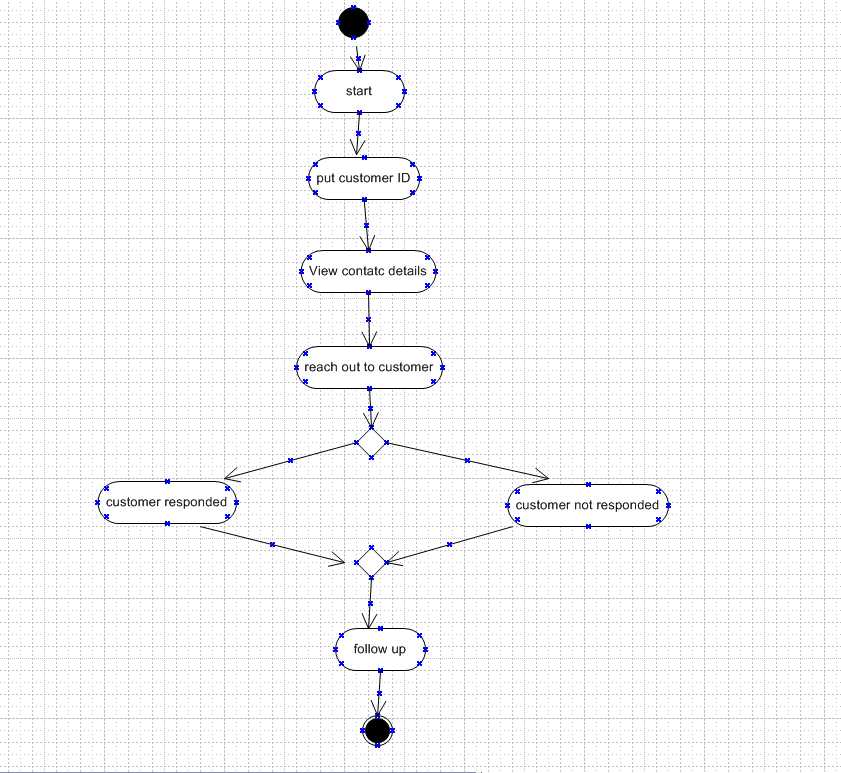 start
put customer ID
View contatc details
reach out to customer
customer responded
customer not responded
follow up